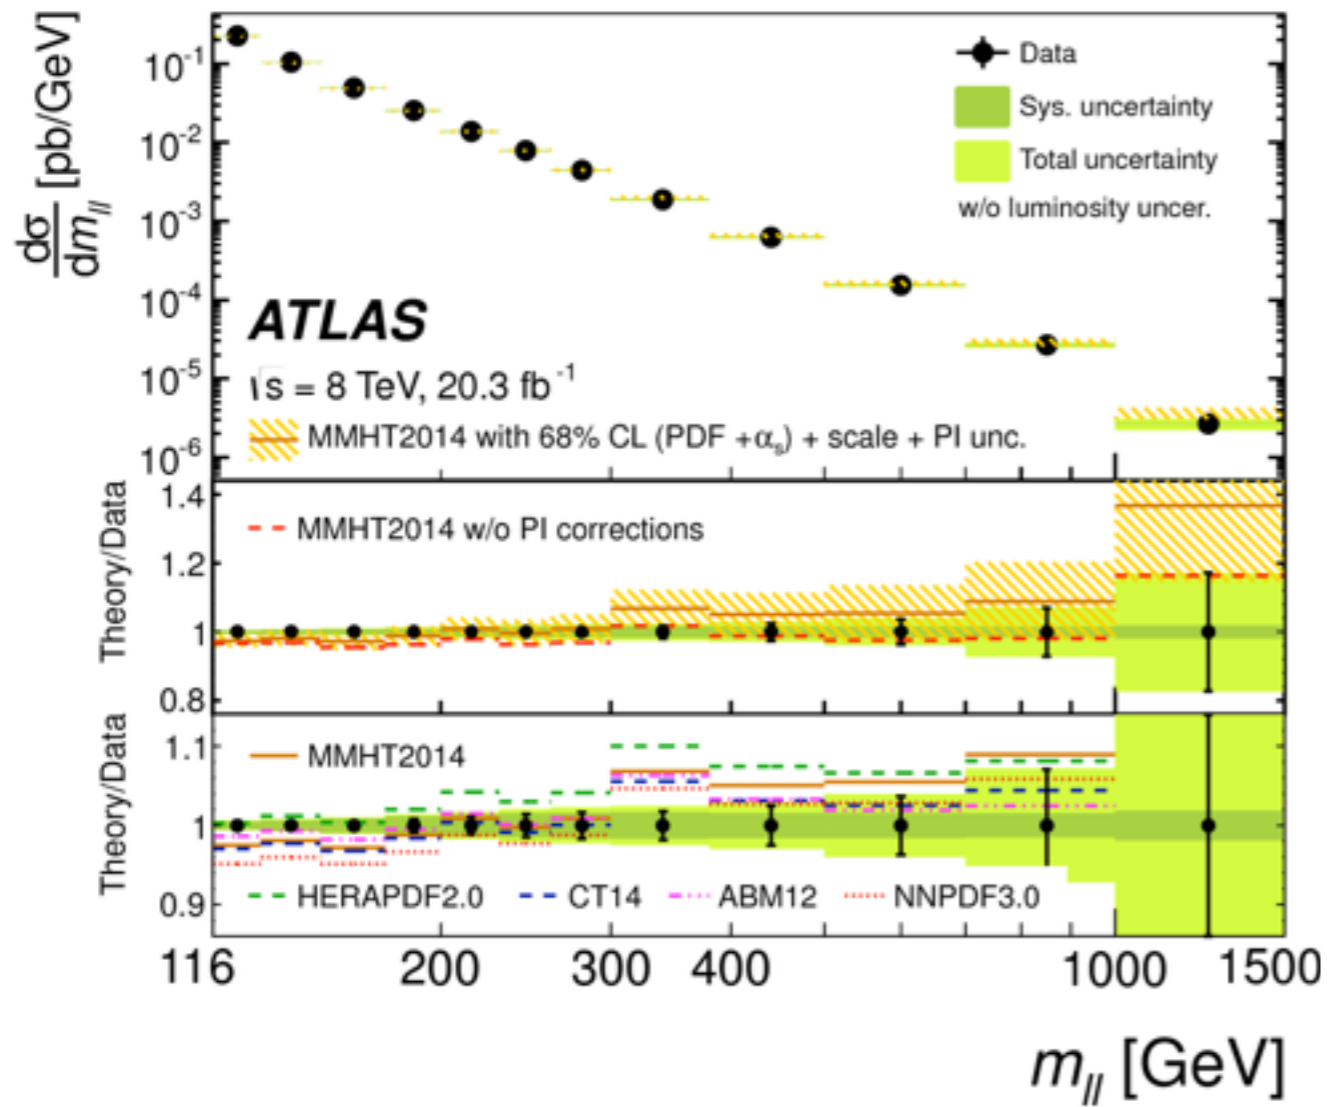 dσ
dm_ll [pb/GeV]
10^-1
10^-2
10^-3
10^-4
10^-5
10^-6
Data
Sys. uncertainty
Total uncertainty
w/o luminosity uncer.
ATLAS
√s = 8 TeV, 20.3 fb^-1
MMHT2014 with 68% CL (PDF +α_s) + scale + PI unc.
Theory/Data
1.4
1.2
1
0.8
MMHT2014 w/o PI corrections
Theory/Data
1.1
1
0.9
MMHT2014
HERAPDF2.0 CT14 ABM12 NNPDF3.0
116 200 300 400 1000 1500
m_ll [GeV]